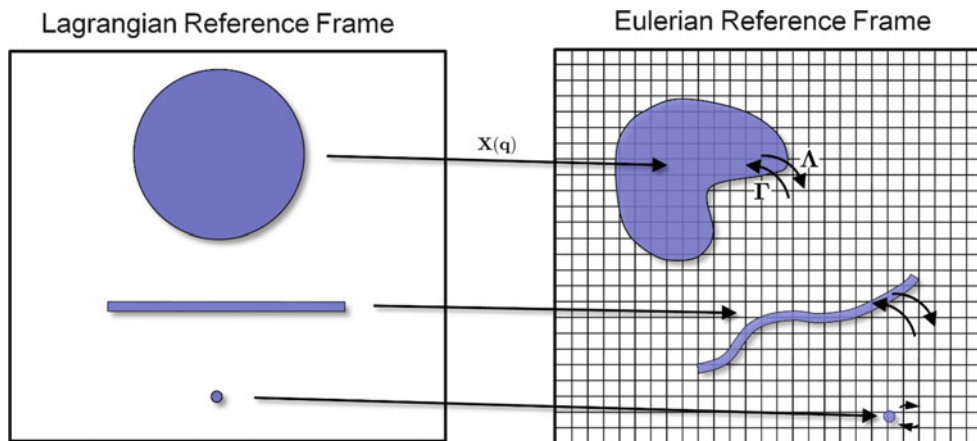 Lagrangian Reference Frame
Eulerian Reference Frame
X(q)
Λ
Γ